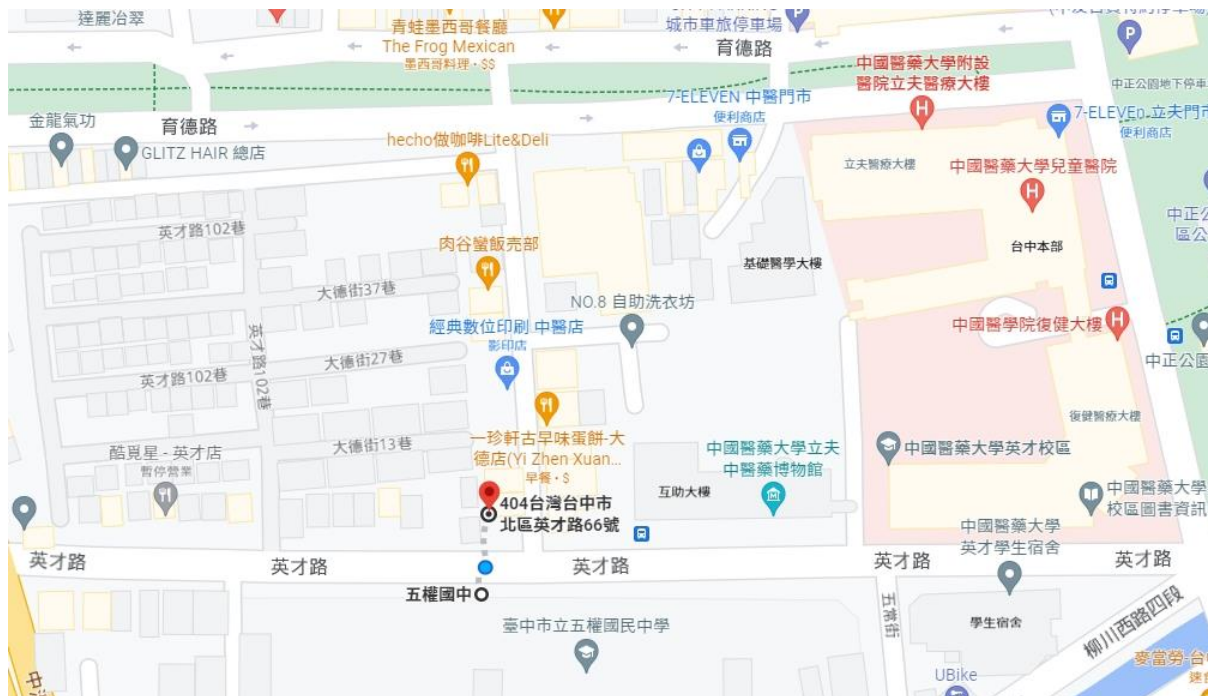 達麗冶翠
青蛙墨西哥餐廳
The Frog Mexican
墨西哥料理・$$
城市車旅停車場
育德路
中正公園地下停車
中國醫藥大學附設
醫院立夫醫療大樓
7-ELEVEN 中醫門市
便利商店
7-ELEVEn 立夫門市
便利商店
金龍氣功
育德路
GLITZ HAIR 總店
hecho做咖啡Lite&Deli
立夫醫療大樓
中國醫藥大學兒童醫院
英才路102巷
肉谷蠻飯売部
台中本部
基礎醫學大樓
大德街37巷
NO.8 自助洗衣坊
英才路102巷
經典數位印刷 中醫店
影印店
中國醫學院復健大樓
中正公園
大德街27巷
英才路102巷
復健醫療大樓
一珍軒古早味蛋餅-大
德店(Yi Zhen Xuan...
早餐・$
大德街13巷
酷覓星 - 英才店
暫停營業
中國醫藥大學立夫
中醫藥博物館
中國醫藥大學英才校區
互助大樓
404台灣台中市
北區英才路66號
中國醫藥大學
校區圖書資訊
中國醫藥大學
英才學生宿舍
英才路
英才路
英才路
英才路
英才路
五權國中
臺中市立五權國民中學
五常街
學生宿舍
柳川西路四段
UBike
麥當勞-台